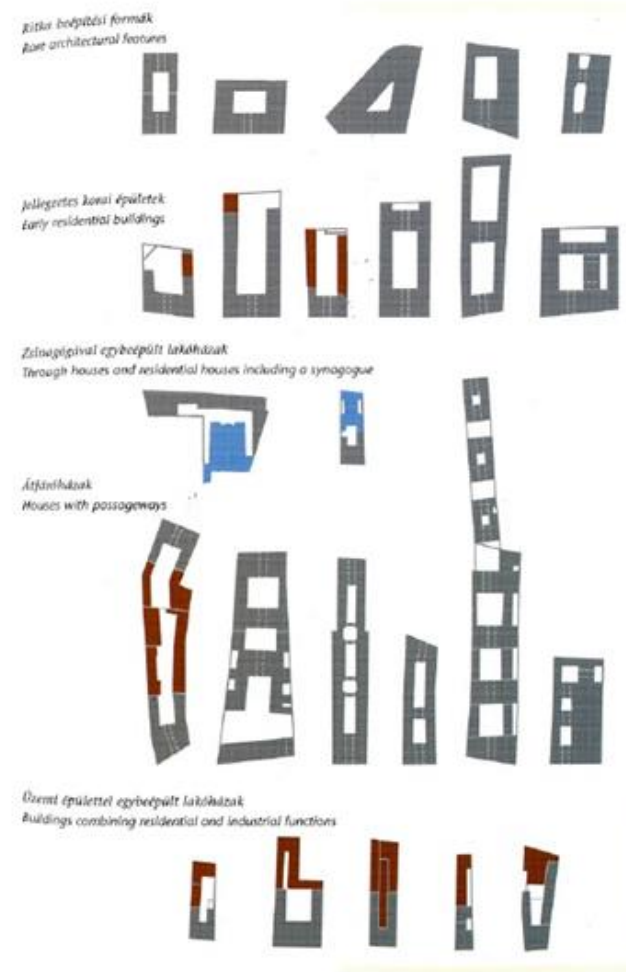 Ritka beépítési formák
Rare architectural features
Jellegzetes korai épületek
Early residential buildings
Zsinagógával egybeépült lakóházak
Through houses and residential houses including a synagogue
Átjáróházak
Houses with passageways
Üzemi épülettel egybeépült lakóházak
Buildings combining residential and industrial functions